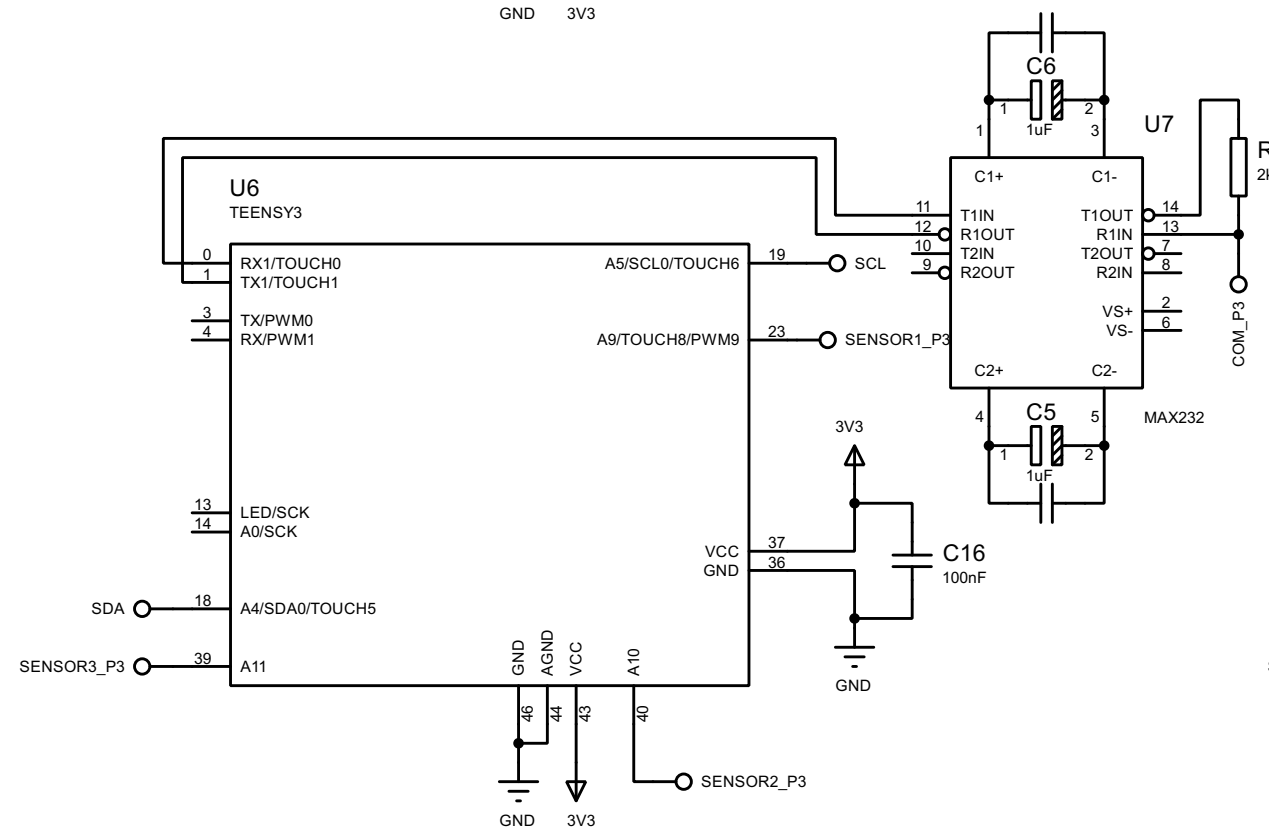 GND 3V3
C6
1 2
1uF
1 3
U7
C1+ C1-
R
2k
U6
TEENSY3
11 T1IN T1OUT 14
12 R1OUT R1IN 13
10 T2IN T2OUT 7
9 R2OUT R2IN 8
VS+ 2
VS- 6
COM_P3
C2+ C2-
4 5
C5
1 2
1uF
MAX232
0 RX1/TOUCH0 A5/SCL0/TOUCH6 19 SCL
1 TX1/TOUCH1
3 TX/PWM0
4 RX/PWM1 A9/TOUCH8/PWM9 23 SENSOR1_P3
3V3
13 LED/SCK
14 A0/SCK
VCC 37
GND 36
C16
100nF
SDA 18 A4/SDA0/TOUCH5
SENSOR3_P3 39 A11
GND AGND VCC A10
46 44 43 40
GND
SENSOR2_P3
GND 3V3